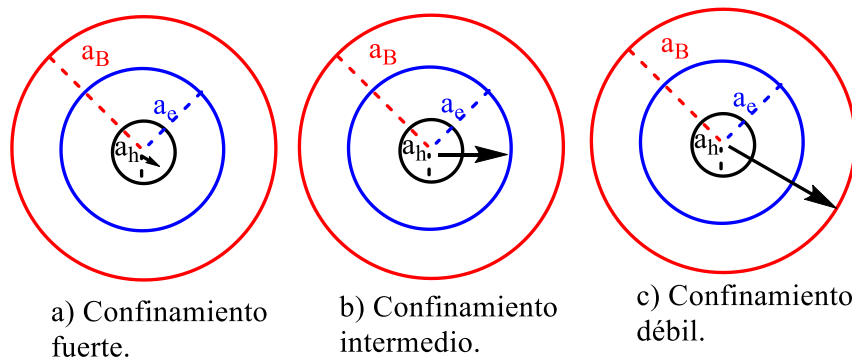 a_B
a_e
a_h
a_B
a_e
a_h
a_B
a_e
a_h
a) Confinamiento
fuerte.
b) Confinamiento
intermedio.
c) Confinamiento
débil.